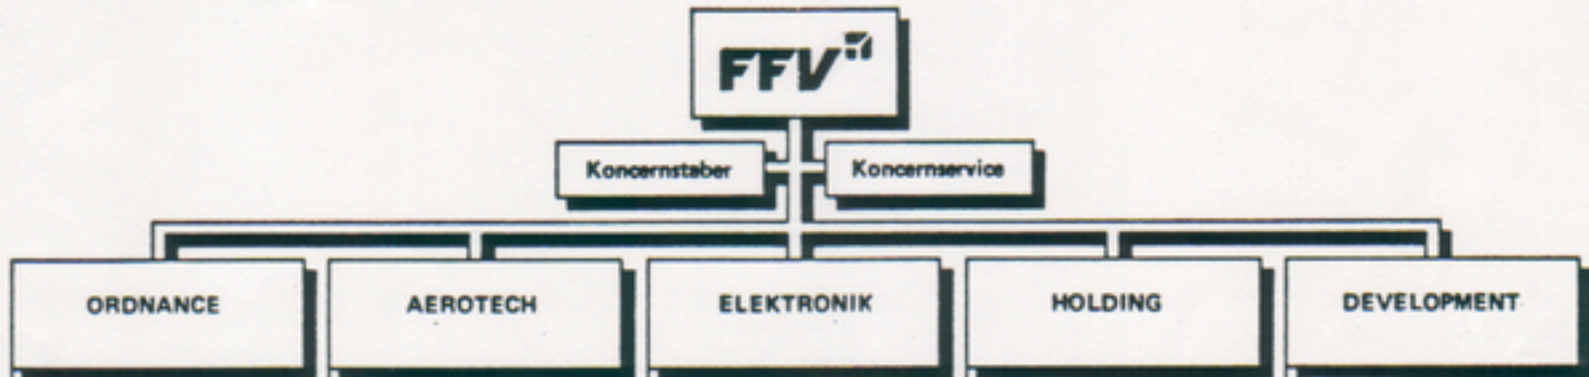 FFV
Koncernstaber
Koncernservice
ORDNANCE
AEROTECH
ELEKTRONIK
HOLDING
DEVELOPMENT